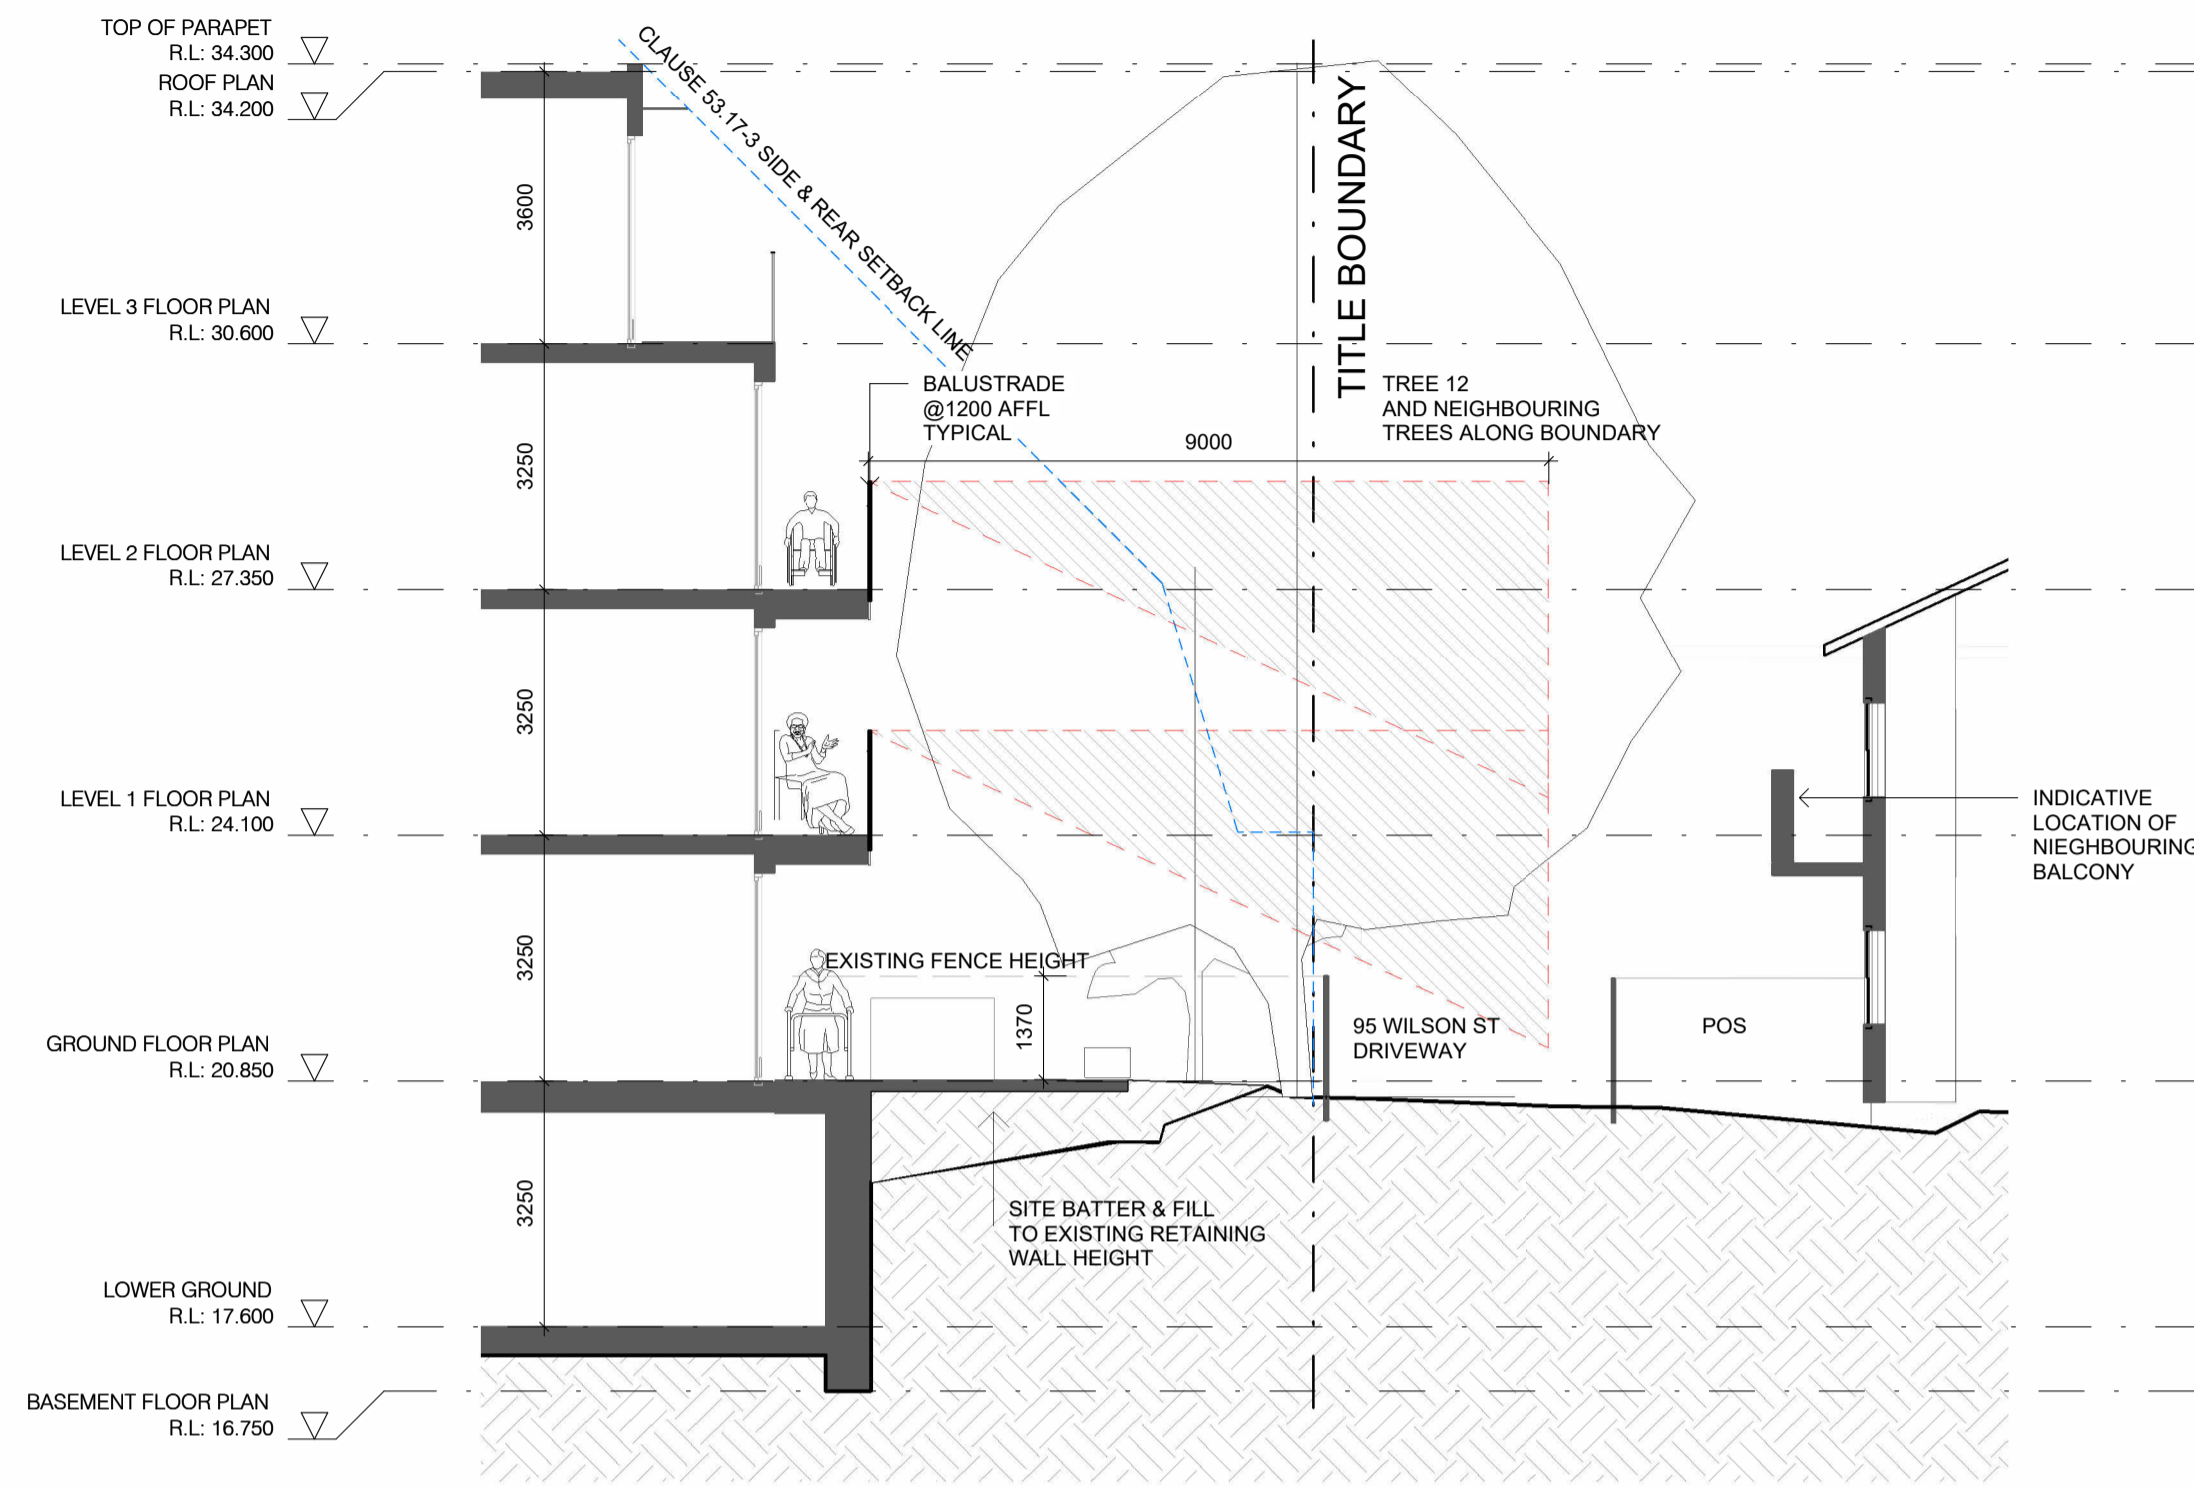 TOP OF PARAPET
R.L: 34.300
ROOF PLAN
R.L: 34.200
LEVEL 3 FLOOR PLAN
R.L: 30.600
LEVEL 2 FLOOR PLAN
R.L: 27.350
LEVEL 1 FLOOR PLAN
R.L: 24.100
GROUND FLOOR PLAN
R.L: 20.850
LOWER GROUND
R.L: 17.600
BASEMENT FLOOR PLAN
R.L: 16.750
3600
3250
3250
3250
3250
CLAUSE 53.17-3 SIDE & REAR SETBACK LINE
TITLE BOUNDARY
BALUSTRADE
@1200 AFFL
TYPICAL
9000
TREE 12
AND NEIGHBOURING
TREES ALONG BOUNDARY
EXISTING FENCE HEIGHT
1370
95 WILSON ST
DRIVEWAY
POS
INDICATIVE
LOCATION OF
NIEGHBOURING
BALCONY
SITE BATTER & FILL
TO EXISTING RETAINING
WALL HEIGHT